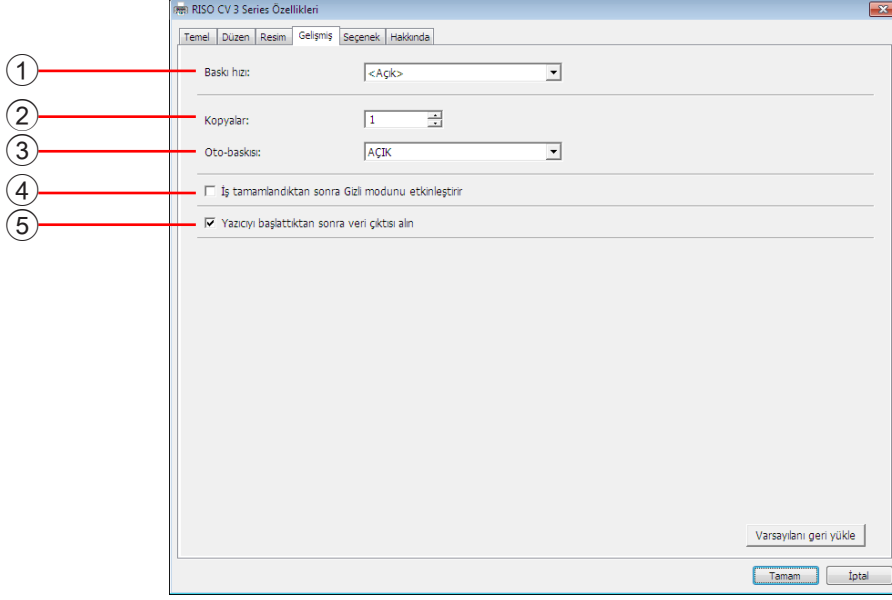 RISO CV 3 Series Özellikleri
Temel Düzen Resim Gelişmiş Seçenek Hakkında
1 Baskı hızı: <Açık>
2 Kopyalar: 1
3 Oto-baskısı: AÇIK
4 İş tamamlandıktan sonra Gizli modunu etkinleştirir
5 Yazıcıyı başlattıktan sonra veri çıktısı alın
Varsayılanı geri yükle
Tamam İptal